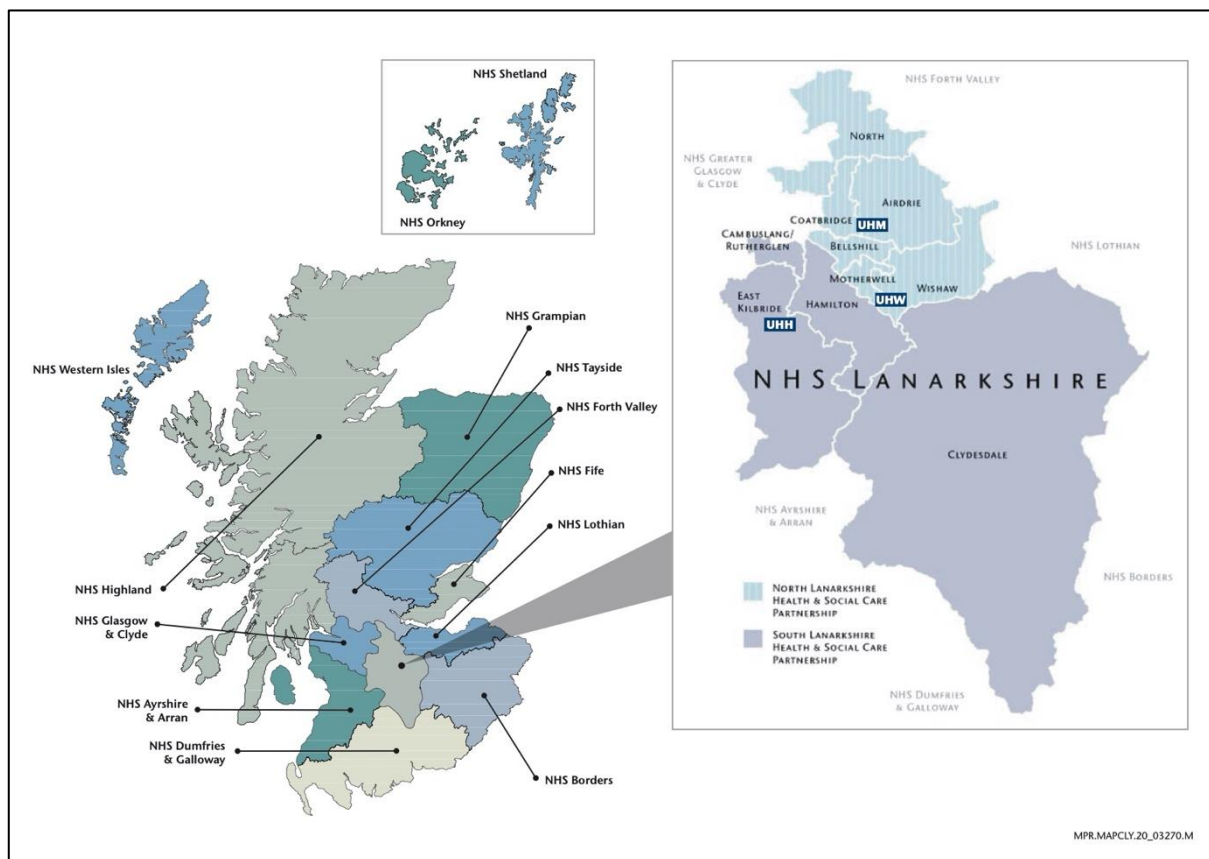 NHS Shetland
NHS Orkney
NHS Western Isles
NHS Grampian
NHS Tayside
NHS Forth Valley
NHS Fife
NHS Lothian
NHS Highland
NHS Glasgow
& Clyde
NHS Ayrshire
& Arran
NHS Dumfries
& Galloway
NHS Borders
NHS FORTH VALLEY
NORTH
NHS GREATER
GLASGOW
& CLYDE
AIRDRIE
COATBRIDGE
UHM
CAMBUSLANG/
RUTHERGLEN
BELLSHILL
NHS LOTHIAN
MOTHERWELL
WISHAW
EAST
KILBRIDE
HAMILTON
UHW
UHH
NHS LANARKSHIRE
CLYDESDALE
NHS AYRSHIRE
& ARRAN
NHS BORDERS
NORTH LANARKSHIRE
HEALTH & SOCIAL CARE
PARTNERSHIP
SOUTH LANARKSHIRE
HEALTH & SOCIAL CARE
PARTNERSHIP
NHS DUMFRIES
& GALLOWAY
MPR.MAPCLY.20_03270.M